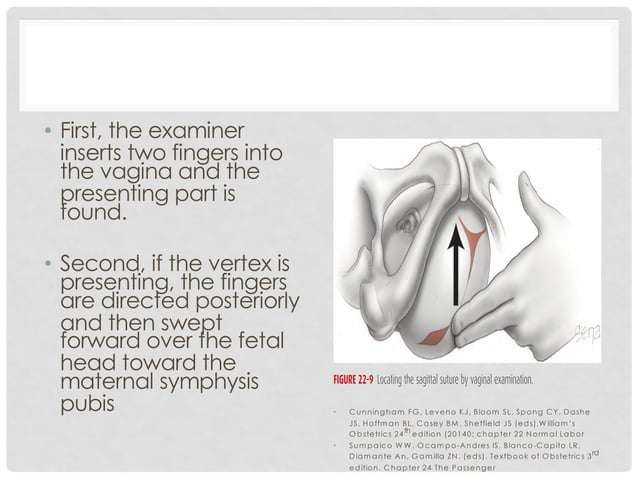 • First, the examiner
inserts two fingers into
the vagina and the
presenting part is
found.
• Second, if the vertex is
presenting, the fingers
are directed posteriorly
and then swept
forward over the fetal
head toward the
maternal symphysis
pubis
FIGURE 22-9 Locating the sagittal suture by vaginal examination.
- Cunningham FG, Leveno KJ, Bloom SL, Spong CY, Dashe
JS, Hoffman BL, Casey BM, Sheffield JS (eds).William's
Obstetrics 24th edition (20140; chapter 22 Normal Labor
- Sumpaico WW, Ocampo-Andres IS, Blanco-Capito LR,
Diamante An, Gamilla ZN. (eds). Textbook of Obstetrics 3rd
edition. Chapter 24 The Passenger